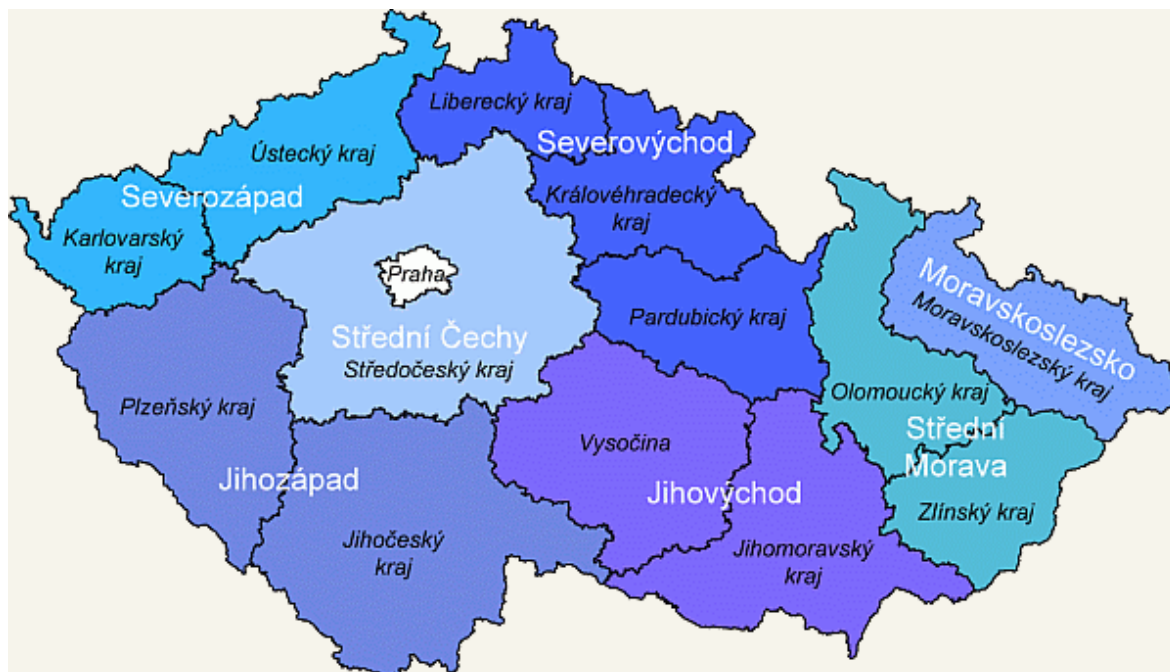 Liberecký kraj
Severovýchod
Ústecký kraj
Severozápad
Královéhradecký
kraj
Karlovarský
kraj
Praha
Moravskoslezsko
Moravskoslezský kraj
Pardubický kraj
Střední Čechy
Středočeský kraj
Plzeňský kraj
Olomoucký kraj
Střední
Morava
Vysočina
Jihozápad
Jihovýchod
Zlínský kraj
Jihočeský
kraj
Jihomoravský
kraj